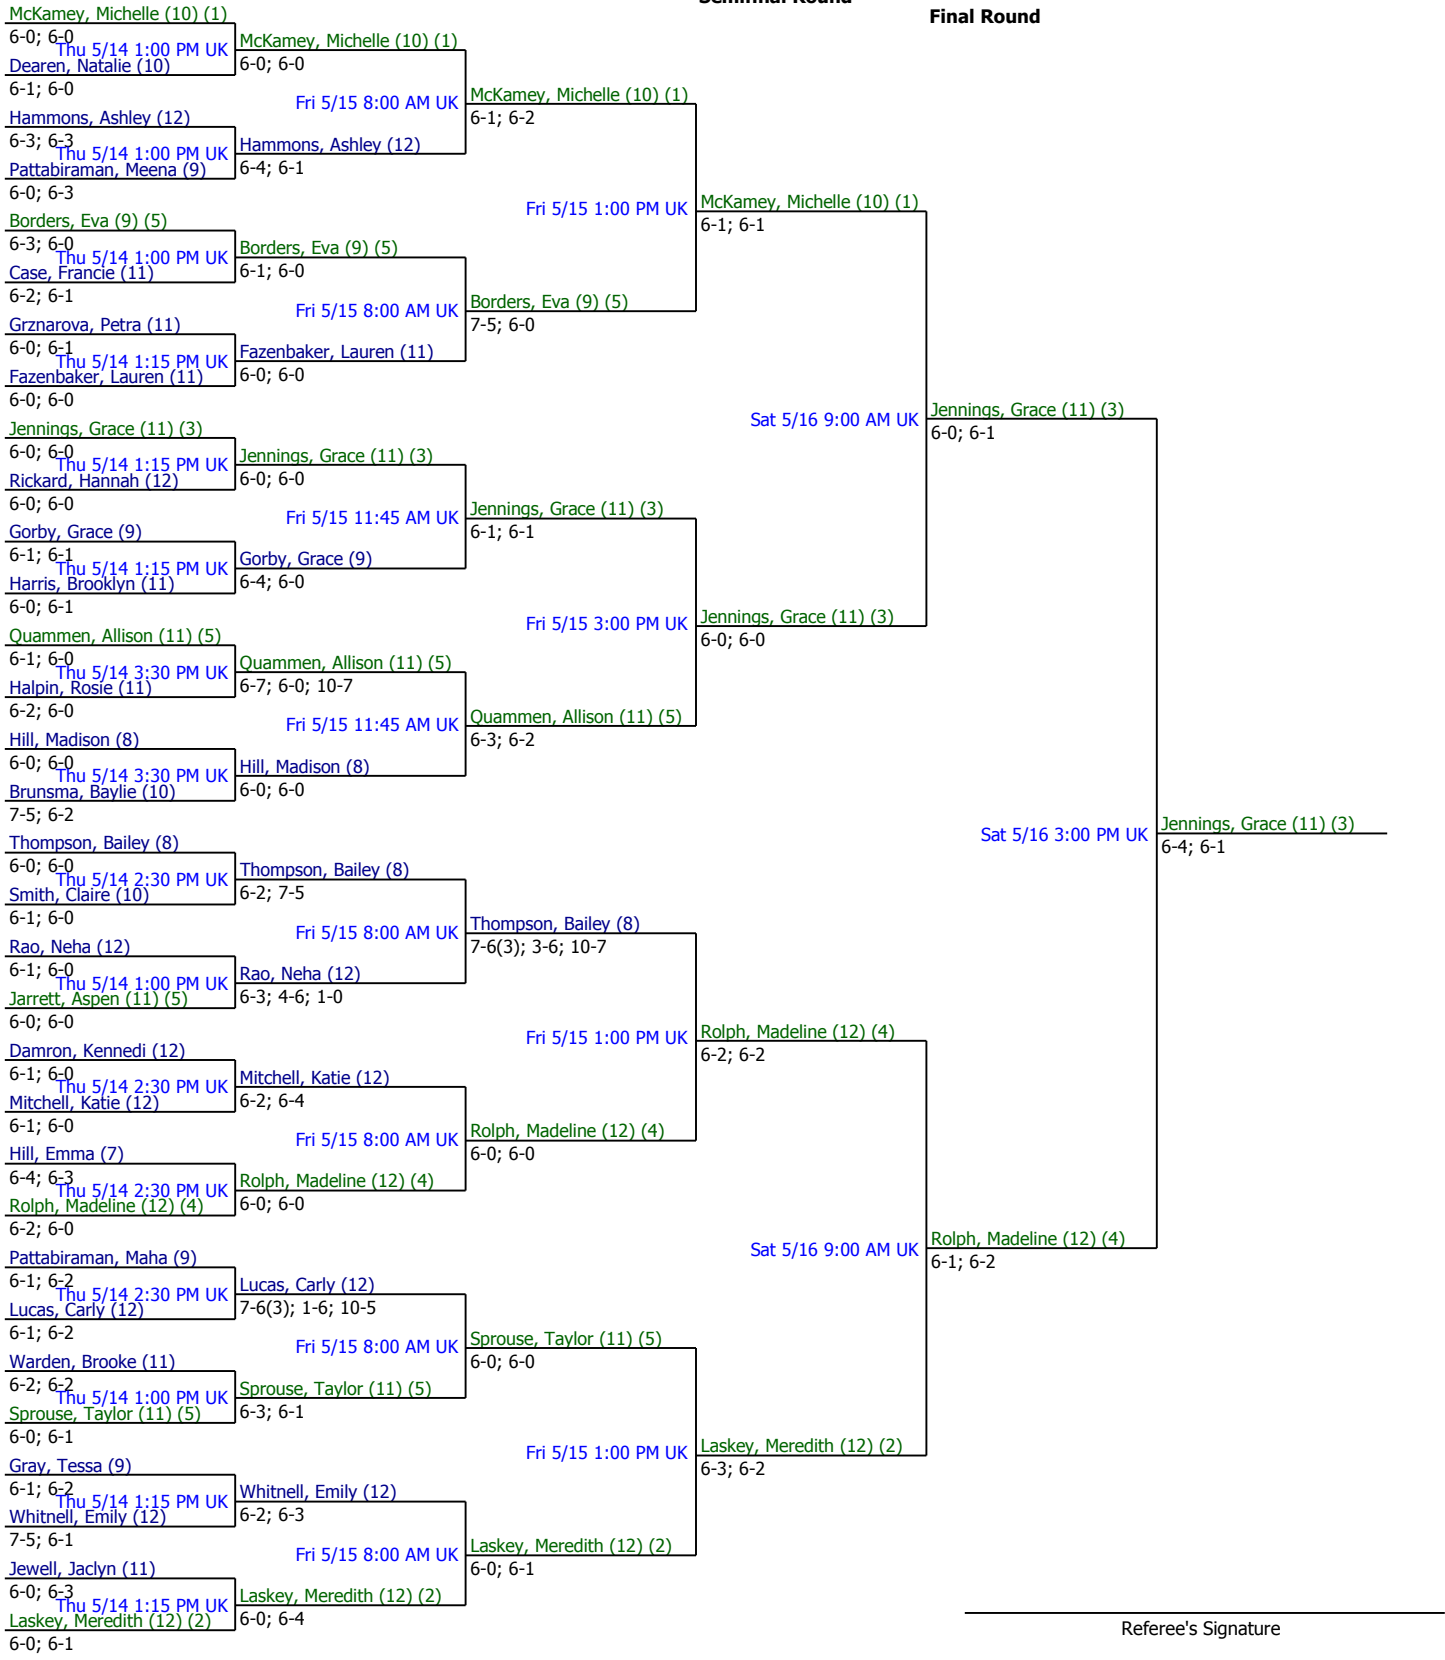 Semifinal Round
Final Round
McKamey, Michelle (10) (1)
6-0; 6-0
Thu 5/14 1:00 PM UK
McKamey, Michelle (10) (1)
6-0; 6-0
Dearen, Natalie (10)
6-1; 6-0
Fri 5/15 8:00 AM UK
McKamey, Michelle (10) (1)
6-1; 6-2
Hammons, Ashley (12)
6-3; 6-3
Thu 5/14 1:00 PM UK
Hammons, Ashley (12)
6-4; 6-1
Pattabiraman, Meena (9)
6-0; 6-3
Fri 5/15 1:00 PM UK
McKamey, Michelle (10) (1)
6-1; 6-1
Borders, Eva (9) (5)
6-3; 6-0
Thu 5/14 1:00 PM UK
Borders, Eva (9) (5)
6-1; 6-0
Case, Francie (11)
6-2; 6-1
Fri 5/15 8:00 AM UK
Borders, Eva (9) (5)
7-5; 6-0
Grznarova, Petra (11)
6-0; 6-1
Thu 5/14 1:15 PM UK
Fazenbaker, Lauren (11)
6-0; 6-0
Fazenbaker, Lauren (11)
6-0; 6-0
Sat 5/16 9:00 AM UK
Jennings, Grace (11) (3)
6-0; 6-1
Jennings, Grace (11) (3)
6-0; 6-0
Thu 5/14 1:15 PM UK
Jennings, Grace (11) (3)
6-0; 6-0
Rickard, Hannah (12)
6-0; 6-0
Fri 5/15 11:45 AM UK
Jennings, Grace (11) (3)
6-1; 6-1
Gorby, Grace (9)
6-1; 6-1
Thu 5/14 1:15 PM UK
Gorby, Grace (9)
6-4; 6-0
Harris, Brooklyn (11)
6-0; 6-1
Fri 5/15 3:00 PM UK
Jennings, Grace (11) (3)
6-0; 6-0
Quammen, Allison (11) (5)
6-1; 6-0
Thu 5/14 3:30 PM UK
Quammen, Allison (11) (5)
6-7; 6-0; 10-7
Halpin, Rosie (11)
6-2; 6-0
Fri 5/15 11:45 AM UK
Quammen, Allison (11) (5)
6-3; 6-2
Hill, Madison (8)
6-0; 6-0
Thu 5/14 3:30 PM UK
Hill, Madison (8)
6-0; 6-0
Brunsma, Baylie (10)
7-5; 6-2
Sat 5/16 3:00 PM UK
Jennings, Grace (11) (3)
6-4; 6-1
Thompson, Bailey (8)
6-0; 6-0
Thu 5/14 2:30 PM UK
Thompson, Bailey (8)
6-2; 7-5
Smith, Claire (10)
6-1; 6-0
Fri 5/15 8:00 AM UK
Thompson, Bailey (8)
7-6(3); 3-6; 10-7
Rao, Neha (12)
6-1; 6-0
Thu 5/14 1:00 PM UK
Rao, Neha (12)
6-3; 4-6; 1-0
Jarrett, Aspen (11) (5)
6-0; 6-0
Fri 5/15 1:00 PM UK
Rolph, Madeline (12) (4)
6-2; 6-2
Damron, Kennedi (12)
6-1; 6-0
Thu 5/14 2:30 PM UK
Mitchell, Katie (12)
6-2; 6-4
Mitchell, Katie (12)
6-1; 6-0
Fri 5/15 8:00 AM UK
Rolph, Madeline (12) (4)
6-0; 6-0
Hill, Emma (7)
6-4; 6-3
Thu 5/14 2:30 PM UK
Rolph, Madeline (12) (4)
6-0; 6-0
Rolph, Madeline (12) (4)
6-2; 6-0
Sat 5/16 9:00 AM UK
Rolph, Madeline (12) (4)
6-1; 6-2
Pattabiraman, Maha (9)
6-1; 6-2
Thu 5/14 2:30 PM UK
Lucas, Carly (12)
7-6(3); 1-6; 10-5
Lucas, Carly (12)
6-1; 6-2
Fri 5/15 8:00 AM UK
Sprouse, Taylor (11) (5)
6-0; 6-0
Warden, Brooke (11)
6-2; 6-2
Thu 5/14 1:00 PM UK
Sprouse, Taylor (11) (5)
6-3; 6-1
Sprouse, Taylor (11) (5)
6-0; 6-1
Fri 5/15 1:00 PM UK
Laskey, Meredith (12) (2)
6-3; 6-2
Gray, Tessa (9)
6-1; 6-2
Thu 5/14 1:15 PM UK
Whitnell, Emily (12)
6-2; 6-3
Whitnell, Emily (12)
7-5; 6-1
Fri 5/15 8:00 AM UK
Laskey, Meredith (12) (2)
6-0; 6-1
Jewell, Jaclyn (11)
6-0; 6-3
Thu 5/14 1:15 PM UK
Laskey, Meredith (12) (2)
6-0; 6-4
Laskey, Meredith (12) (2)
6-0; 6-1
Referee's Signature